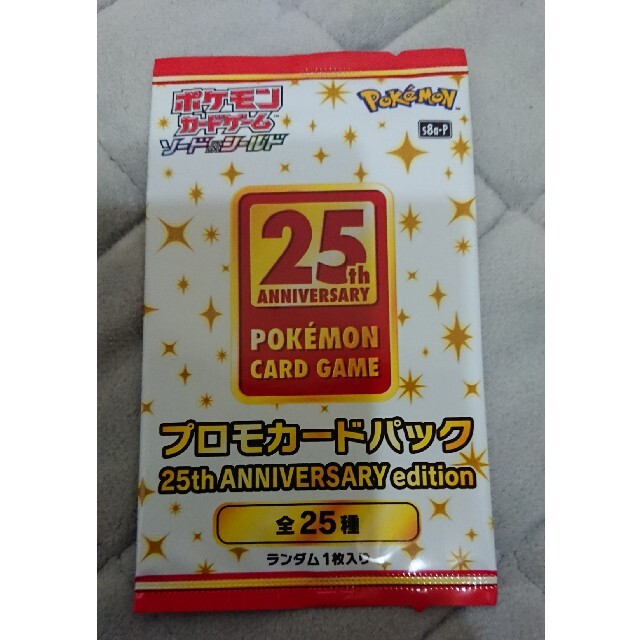 ポケモン
カードゲーム
ソード&シールド
POKéMON
s8a-P
25th
ANNIVERSARY
POKÉMON
CARD GAME
プロモカードパック
25th ANNIVERSARY edition
全25種
ランダム1枚入り